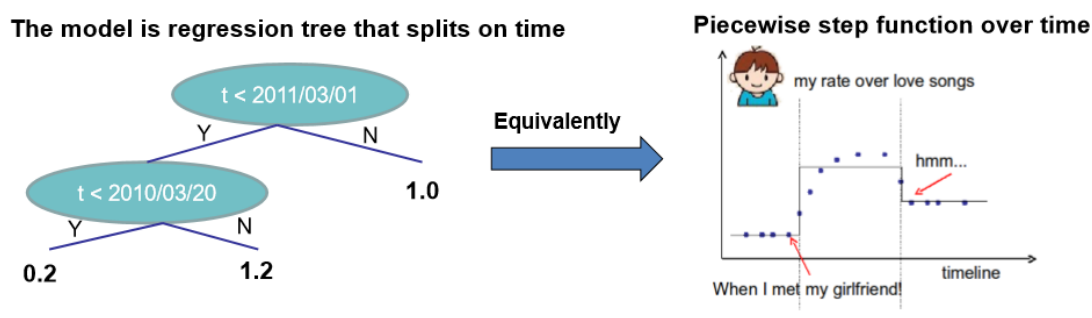 The model is regression tree that splits on time
t < 2011/03/01
Y
N
t < 2010/03/20
1.0
Y
N
0.2
1.2
Equivalently
Piecewise step function over time
my rate over love songs
hmm...
timeline
When I met my girlfriend!